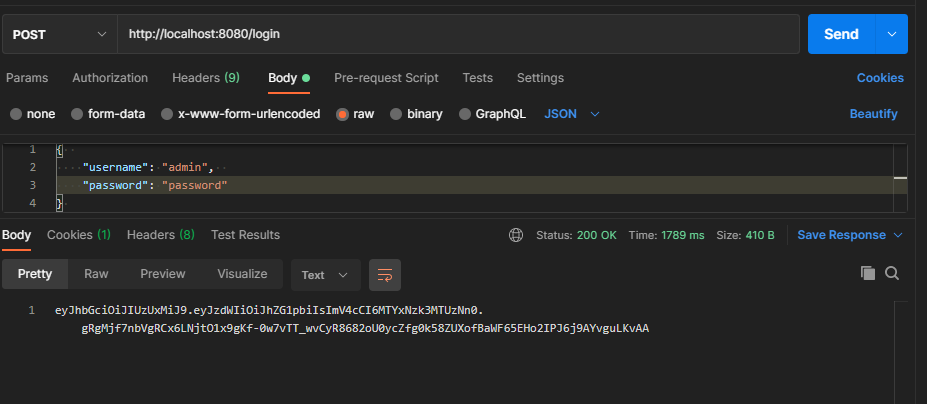 POST http://localhost:8080/login Send
Params Authorization Headers (9) Body Pre-request Script Tests Settings Cookies
none form-data x-www-form-urlencoded raw binary GraphQL JSON Beautify
1 {
2 "username": "admin",
3 "password": "password"
4 }
Body Cookies (1) Headers (8) Test Results Status: 200 OK Time: 1789 ms Size: 410 B Save Response
Pretty Raw Preview Visualize Text
1 eyJhbGciOiJIUzUxMiJ9.eyJzdWIiOiJhZG1pbiIsImV4cCI6MTYxNzk3MTUzNn0.
gRgMjf7nbVgRCx6LNjtO1x9gKf-0w7vTT_wvCyR8682oU0ycZfg0k58ZUXofBaWF65EHo2IPJ6j9AYvguLKvAA